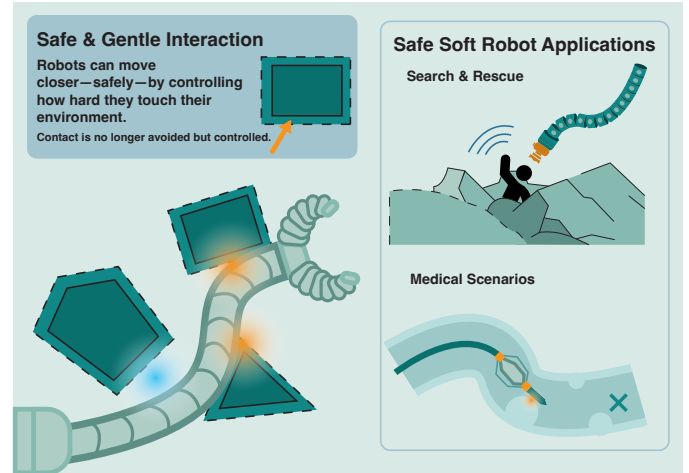 Safe & Gentle Interaction
Robots can move
closer—safely—by controlling
how hard they touch their
environment.
Contact is no longer avoided but controlled.
Safe Soft Robot Applications
Search & Rescue
Medical Scenarios